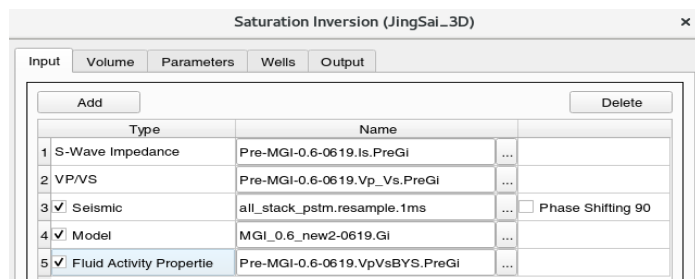 Saturation Inversion (JingSai_3D) ×
Input Volume Parameters Wells Output
Add Delete
Type Name
1 S-Wave Impedance Pre-MGI-0.6-0619.Is.PreGi ...
2 VP/VS Pre-MGI-0.6-0619.Vp_Vs.PreGi ...
3 Seismic all_stack_pstm.resample.1ms ... Phase Shifting 90
4 Model MGI_0.6_new2-0619.Gi ...
5 Fluid Activity Propertie Pre-MGI-0.6-0619.VpVsBYS.PreGi ...